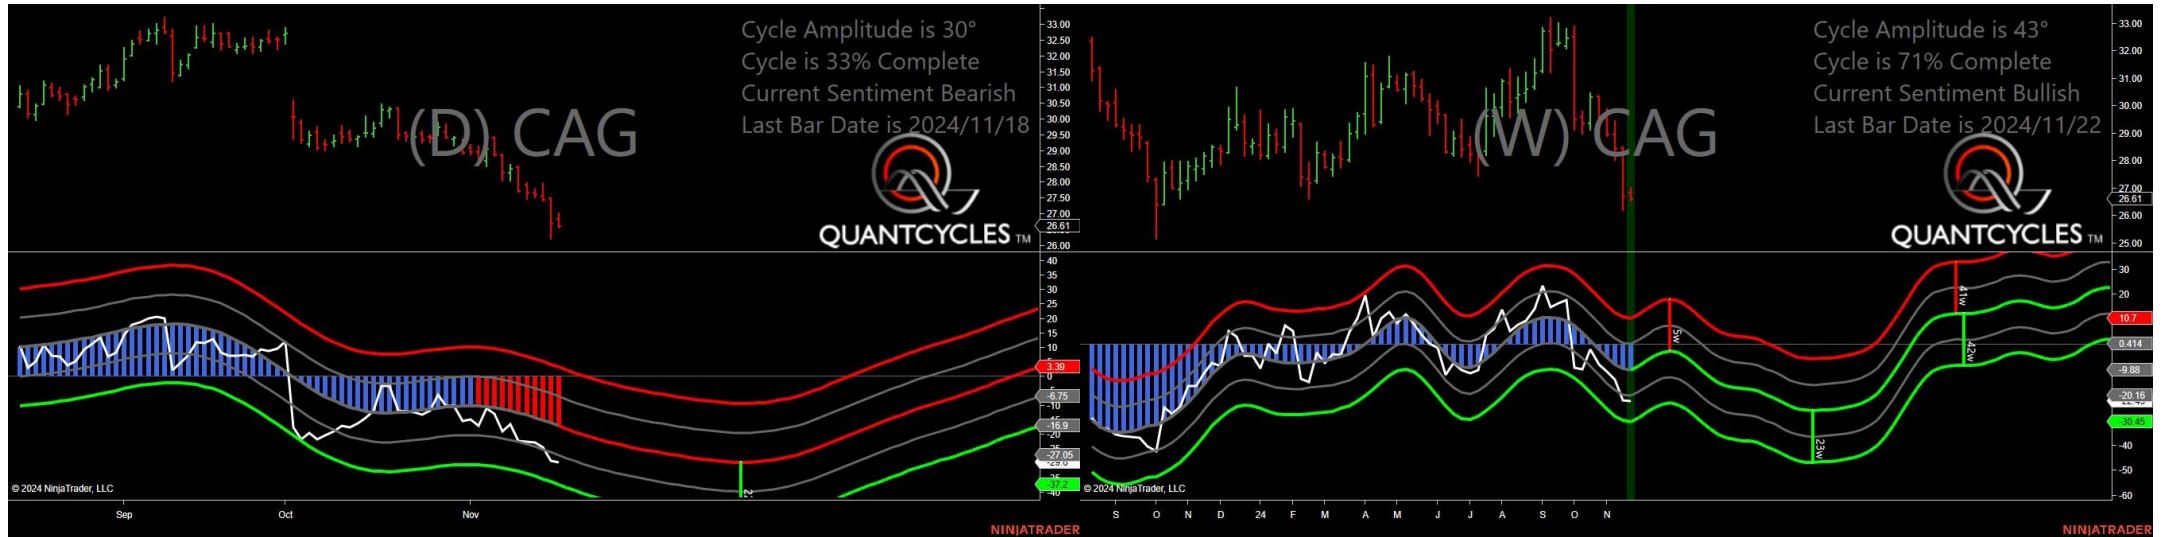 Cycle Amplitude is 30°
Cycle is 33% Complete
Current Sentiment Bearish
Last Bar Date is 2024/11/18
(D) CAG
QUANTCYCLES TM
33.00
32.50
32.00
31.50
31.00
30.50
30.00
29.50
29.00
28.50
28.00
27.50
27.00
26.61
26.00
40
35
30
25
20
15
10
3.39
0
-6.75
-10
-16.9
-20
-27.05
-29.0
-37.2
-40
© 2024 NinjaTrader, LLC
Sep
Oct
Nov
NINJATRADER
Cycle Amplitude is 43°
Cycle is 71% Complete
Current Sentiment Bullish
Last Bar Date is 2024/11/22
(W) CAG
QUANTCYCLES TM
33.00
32.00
31.00
30.00
29.00
28.00
27.00
26.61
26.00
25.00
5w
23w
41w
42w
30
20
10.7
0.414
-9.88
-20.16
-30.45
-40
-50
-60
© 2024 NinjaTrader, LLC
S O N D 24 F M A M J J A S O N
NINJATRADER